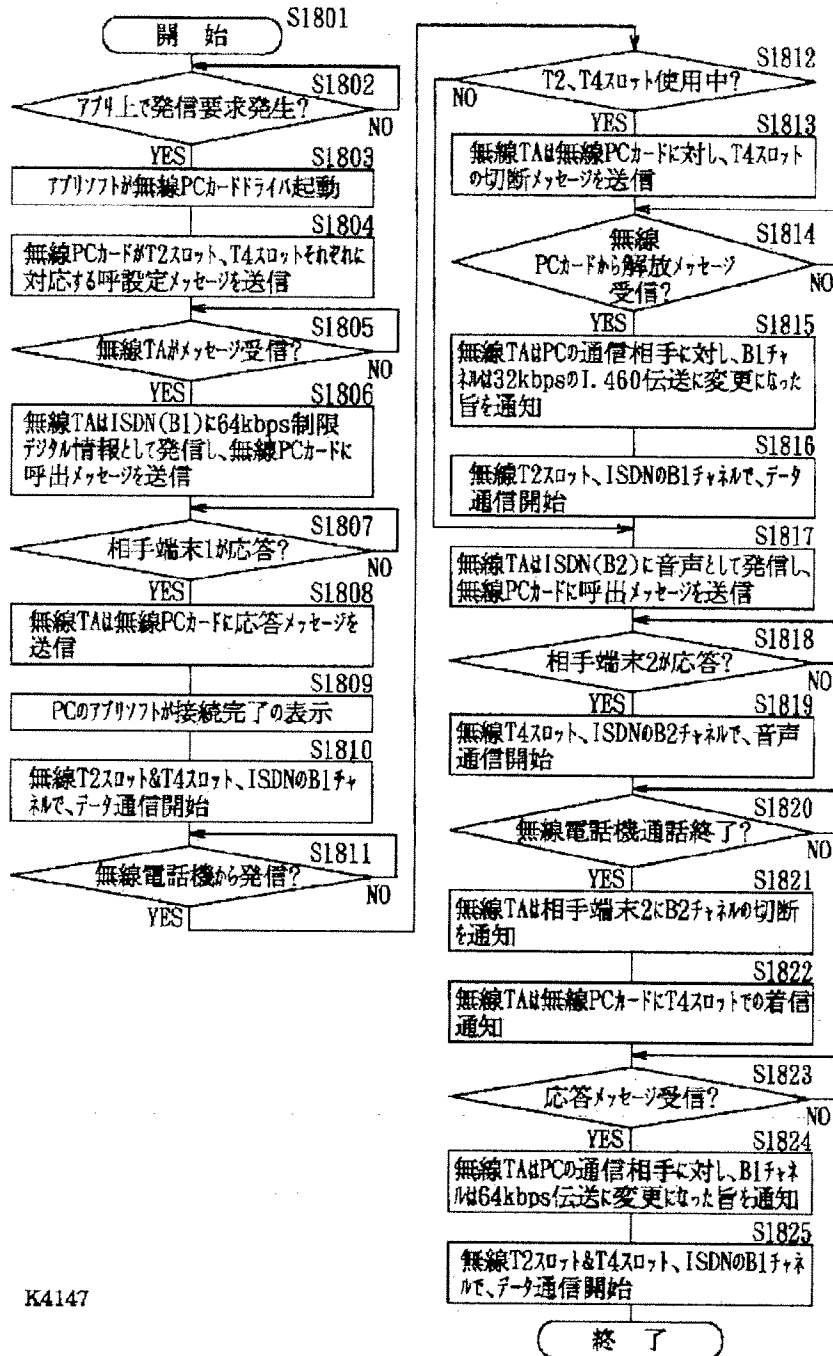 S1801
開 始
S1802
アプリ上で発信要求発生?
NO
YES
S1803
アプリソフトが無線PCカードドライバ起動
S1804
無線PCカードがT2スロット、T4スロットそれぞれに
対応する呼設定メッセージを送信
S1805
無線TAがメッセージ受信?
NO
YES
S1806
無線TAはISDN(B1)に64kbps制限
デジタル情報として発信し、無線PCカードに
呼出メッセージを送信
S1807
相手端末1が応答?
NO
YES
S1808
無線TAは無線PCカードに応答メッセージを
送信
S1809
PCのアプリソフトが接続完了の表示
S1810
無線T2スロット&T4スロット、ISDNのB1チャ
ネルで、データ通信開始
S1811
無線電話機から発信?
NO
YES
S1812
T2、T4スロット使用中?
NO
YES
S1813
無線TAは無線PCカードに対し、T4スロット
の切断メッセージを送信
S1814
無線
PCカードから解放メッセージ
受信?
NO
YES
S1815
無線TAはPCの通信相手に対し、B1チャ
ネルは32kbpsのI.460伝送に変更になった
旨を通知
S1816
無線T2スロット、ISDNのB1チャネルで、データ
通信開始
S1817
無線TAはISDN(B2)に音声として発信し、
無線PCカードに呼出メッセージを送信
S1818
相手端末2が応答?
NO
YES
S1819
無線T4スロット、ISDNのB2チャネルで、音声
通信開始
S1820
無線電話機通話終了?
NO
YES
S1821
無線TAは相手端末2にB2チャネルの切断
を通知
S1822
無線TAは無線PCカードにT4スロットでの着信
通知
S1823
応答メッセージ受信?
NO
YES
S1824
無線TAはPCの通信相手に対し、B1チャネ
ルは64kbps伝送に変更になった旨を通知
S1825
無線T2スロット&T4スロット、ISDNのB1チャネ
ルで、データ通信開始
終 了
K4147